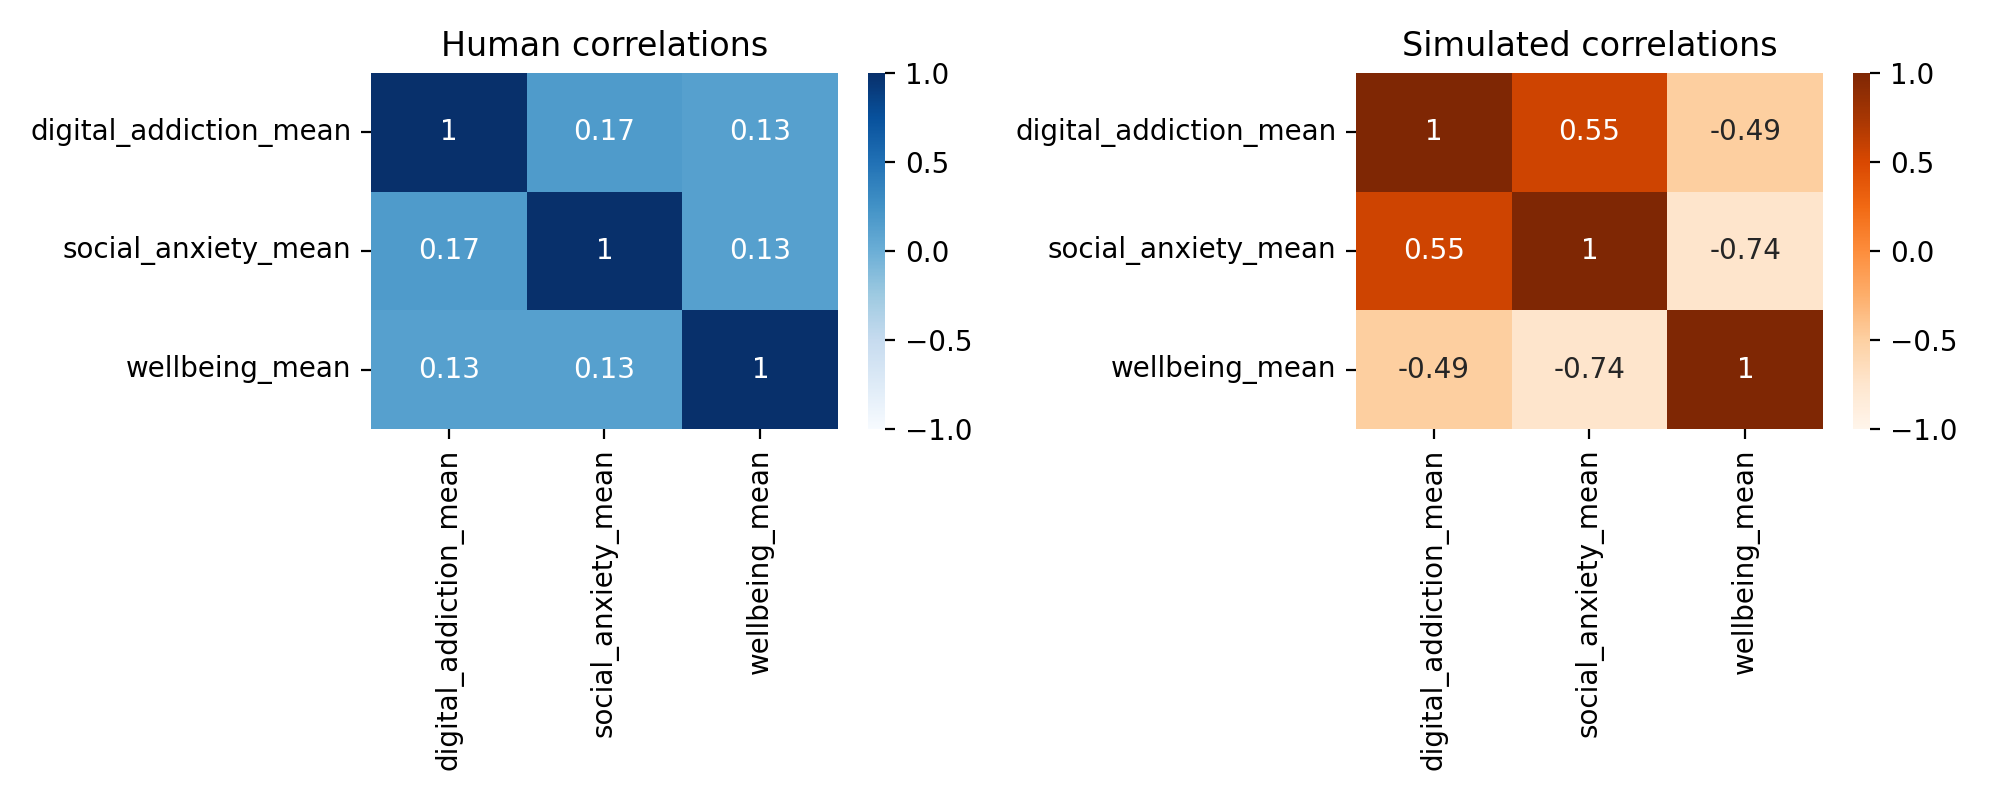 Human correlations
digital_addiction_mean
social_anxiety_mean
wellbeing_mean
1 0.17 0.13
0.17 1 0.13
0.13 0.13 1
digital_addiction_mean
social_anxiety_mean
wellbeing_mean
1.0
0.5
0.0
−0.5
−1.0
Simulated correlations
digital_addiction_mean
social_anxiety_mean
wellbeing_mean
1 0.55 -0.49
0.55 1 -0.74
-0.49 -0.74 1
digital_addiction_mean
social_anxiety_mean
wellbeing_mean
1.0
0.5
0.0
−0.5
−1.0